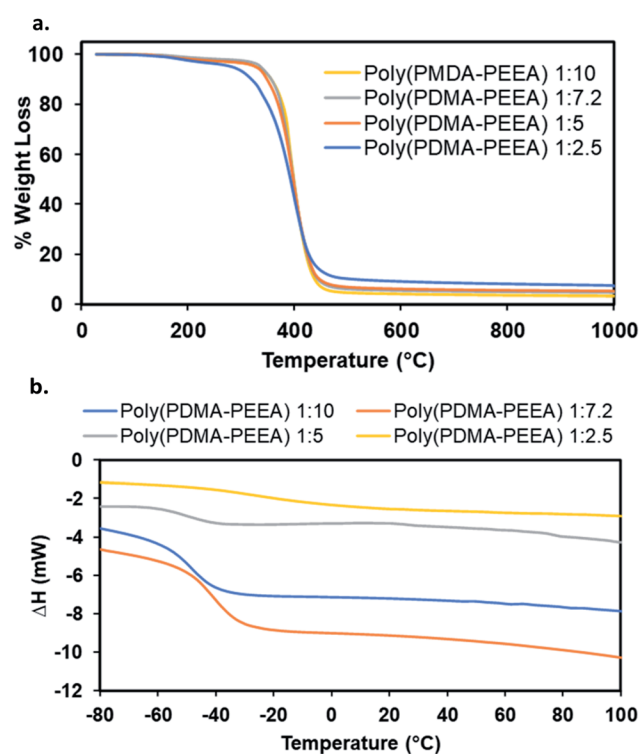 a.
100
80
60
40
20
0
% Weight Loss
Poly(PMDA-PEEA) 1:10
Poly(PDMA-PEEA) 1:7.2
Poly(PDMA-PEEA) 1:5
Poly(PDMA-PEEA) 1:2.5
0 200 400 600 800 1000
Temperature (°C)
b.
Poly(PDMA-PEEA) 1:10 Poly(PDMA-PEEA) 1:7.2
Poly(PDMA-PEEA) 1:5 Poly(PDMA-PEEA) 1:2.5
0
-2
-4
-6
-8
-10
-12
ΔH (mW)
-80 -60 -40 -20 0 20 40 60 80 100
Temperature (°C)